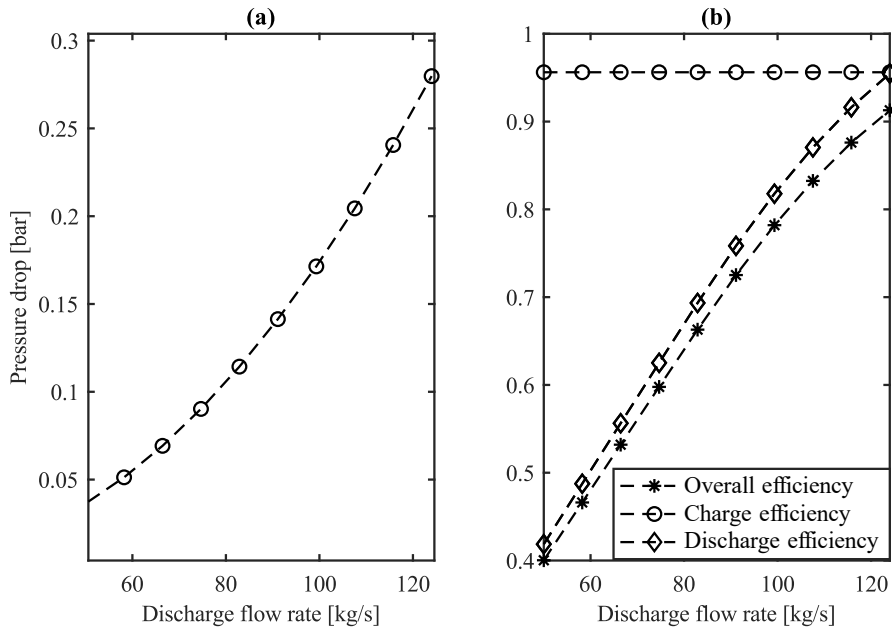 (a)
0.3
0.25
0.2
0.15
0.1
0.05
Pressure drop [bar]
60 80 100 120
Discharge flow rate [kg/s]
(b)
1
0.9
0.8
0.7
0.6
0.5
0.4
Overall efficiency
Charge efficiency
Discharge efficiency
60 80 100 120
Discharge flow rate [kg/s]